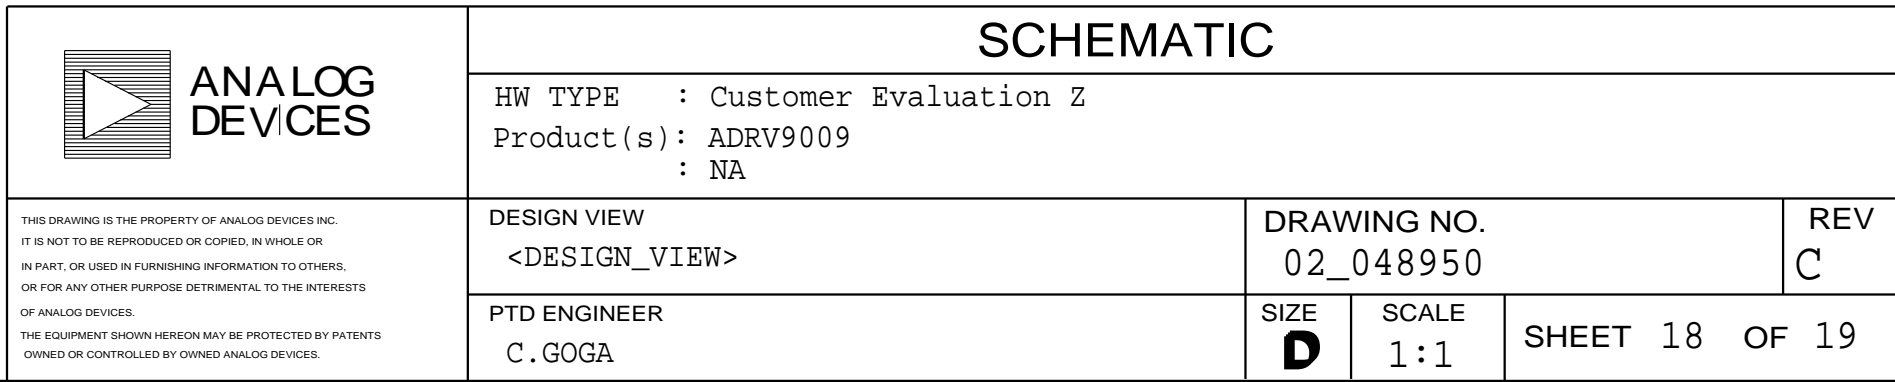 ANALOG
DEVICES
SCHEMATIC
HW TYPE : Customer Evaluation Z
Product(s): ADRV9009
: NA
THIS DRAWING IS THE PROPERTY OF ANALOG DEVICES INC.
IT IS NOT TO BE REPRODUCED OR COPIED, IN WHOLE OR
IN PART, OR USED IN FURNISHING INFORMATION TO OTHERS,
OR FOR ANY OTHER PURPOSE DETRIMENTAL TO THE INTERESTS
OF ANALOG DEVICES.
THE EQUIPMENT SHOWN HEREON MAY BE PROTECTED BY PATENTS
OWNED OR CONTROLLED BY OWNED ANALOG DEVICES.
DESIGN VIEW
<DESIGN_VIEW>
DRAWING NO.
02_048950
REV
C
PTD ENGINEER
C.GOGA
SIZE
D
SCALE
1:1
SHEET 18 OF 19